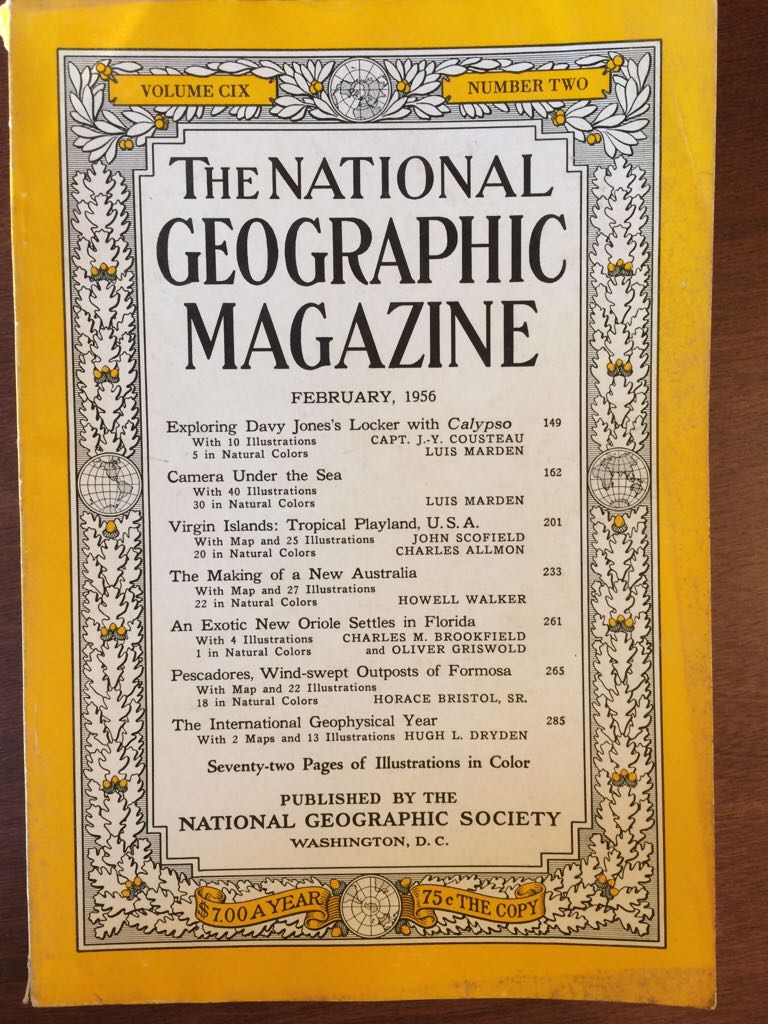 VOLUME CIX
NUMBER TWO
THE NATIONAL
GEOGRAPHIC
MAGAZINE
FEBRUARY, 1956
Exploring Davy Jones's Locker with Calypso 149
With 10 Illustrations CAPT. J.-Y. COUSTEAU
5 in Natural Colors LUIS MARDEN
Camera Under the Sea 162
With 40 Illustrations
30 in Natural Colors LUIS MARDEN
Virgin Islands: Tropical Playland, U.S.A. 201
With Map and 25 Illustrations JOHN SCOFIELD
20 in Natural Colors CHARLES ALLMON
The Making of a New Australia 233
With Map and 27 Illustrations
22 in Natural Colors HOWELL WALKER
An Exotic New Oriole Settles in Florida 261
With 4 Illustrations CHARLES M. BROOKFIELD
1 in Natural Colors and OLIVER GRISWOLD
Pescadores, Wind-swept Outposts of Formosa 265
With Map and 22 Illustrations
18 in Natural Colors HORACE BRISTOL, SR.
The International Geophysical Year 285
With 2 Maps and 13 Illustrations HUGH L. DRYDEN
Seventy-two Pages of Illustrations in Color
PUBLISHED BY THE
NATIONAL GEOGRAPHIC SOCIETY
WASHINGTON, D. C.
$7.00 A YEAR
75c THE COPY